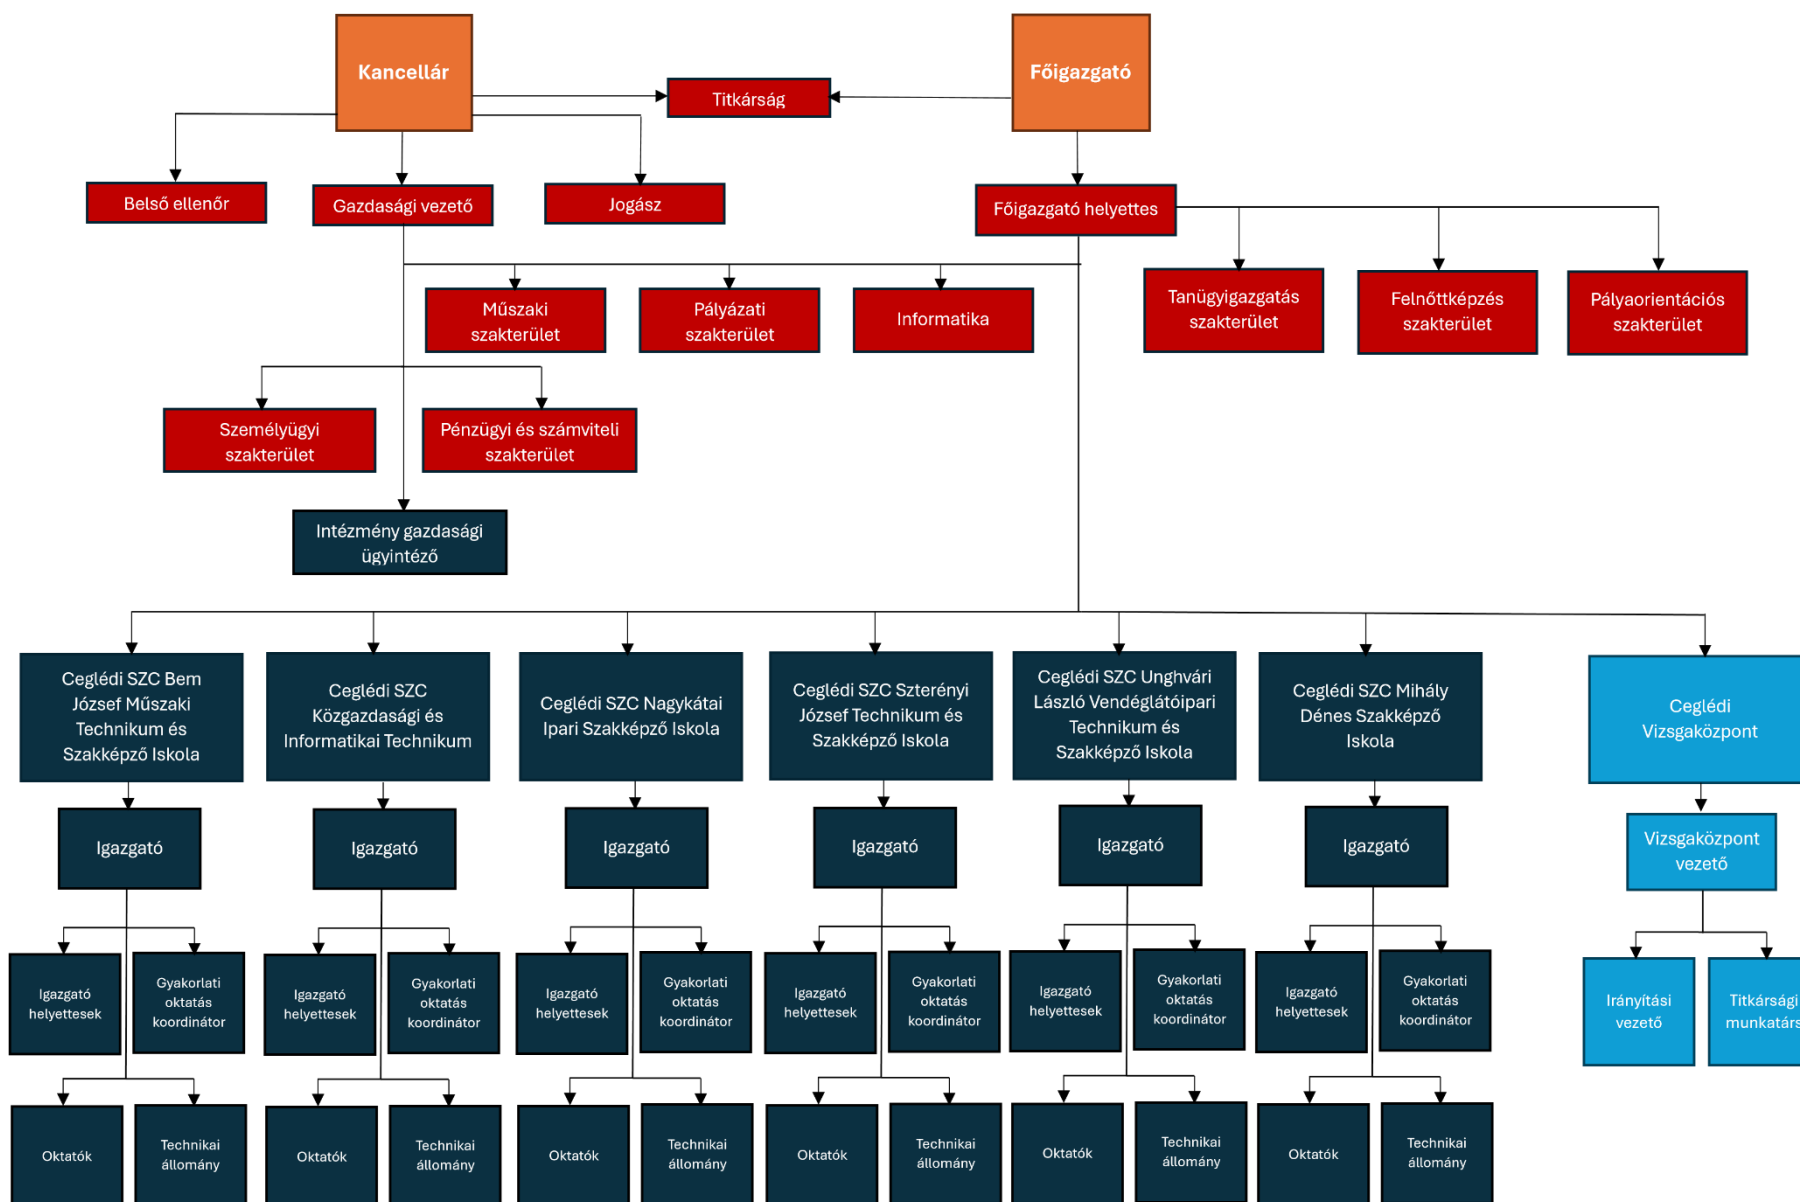 Kancellár
Főigazgató
Titkárság
Belső ellenőr
Gazdasági vezető
Jogász
Főigazgató helyettes
Műszaki
szakterület
Pályázati
szakterület
Informatika
Tanügyigazgatás
szakterület
Felnőttképzés
szakterület
Pályaorientációs
szakterület
Személyügyi
szakterület
Pénzügyi és számviteli
szakterület
Intézmény gazdasági
ügyintéző
Ceglédi SZC Bem
József Műszaki
Technikum és
Szakképző Iskola
Ceglédi SZC
Közgazdasági és
Informatikai Technikum
Ceglédi SZC Nagykátai
Ipari Szakképző Iskola
Ceglédi SZC Szterényi
József Technikum és
Szakképző Iskola
Ceglédi SZC Unghvári
László Vendéglátóipari
Technikum és
Szakképző Iskola
Ceglédi SZC Mihály
Dénes Szakképző
Iskola
Ceglédi
Vizsgaközpont
Igazgató
Igazgató
Igazgató
Igazgató
Igazgató
Igazgató
Vizsgaközpont
vezető
Igazgató
helyettesek
Gyakorlati
oktatás
koordinátor
Igazgató
helyettesek
Gyakorlati
oktatás
koordinátor
Igazgató
helyettesek
Gyakorlati
oktatás
koordinátor
Igazgató
helyettesek
Gyakorlati
oktatás
koordinátor
Igazgató
helyettesek
Gyakorlati
oktatás
koordinátor
Igazgató
helyettesek
Gyakorlati
oktatás
koordinátor
Irányítási
vezető
Titkársági
munkatárs
Oktatók
Technikai
állomány
Oktatók
Technikai
állomány
Oktatók
Technikai
állomány
Oktatók
Technikai
állomány
Oktatók
Technikai
állomány
Oktatók
Technikai
állomány